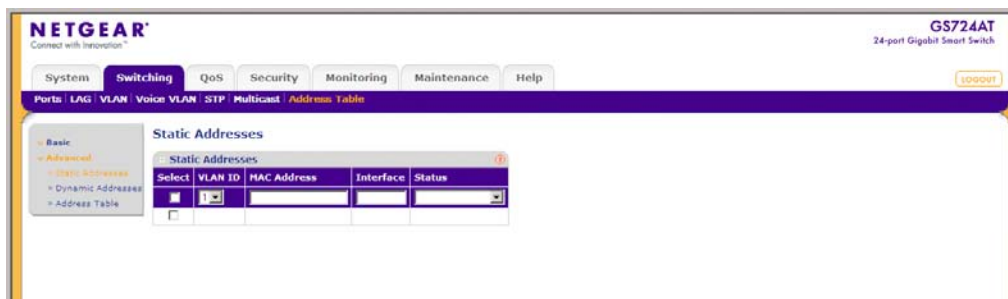 NETGEAR®
Connect with Innovation™
GS724AT
24-port Gigabit Smart Switch
System Switching QoS Security Monitoring Maintenance Help
LOGOUT
Ports LAG VLAN Voice VLAN STP Multicast Address Table
Basic
Advanced
Static Addresses
Dynamic Addresses
Address Table
Static Addresses
Static Addresses
Select VLAN ID MAC Address Interface Status
1